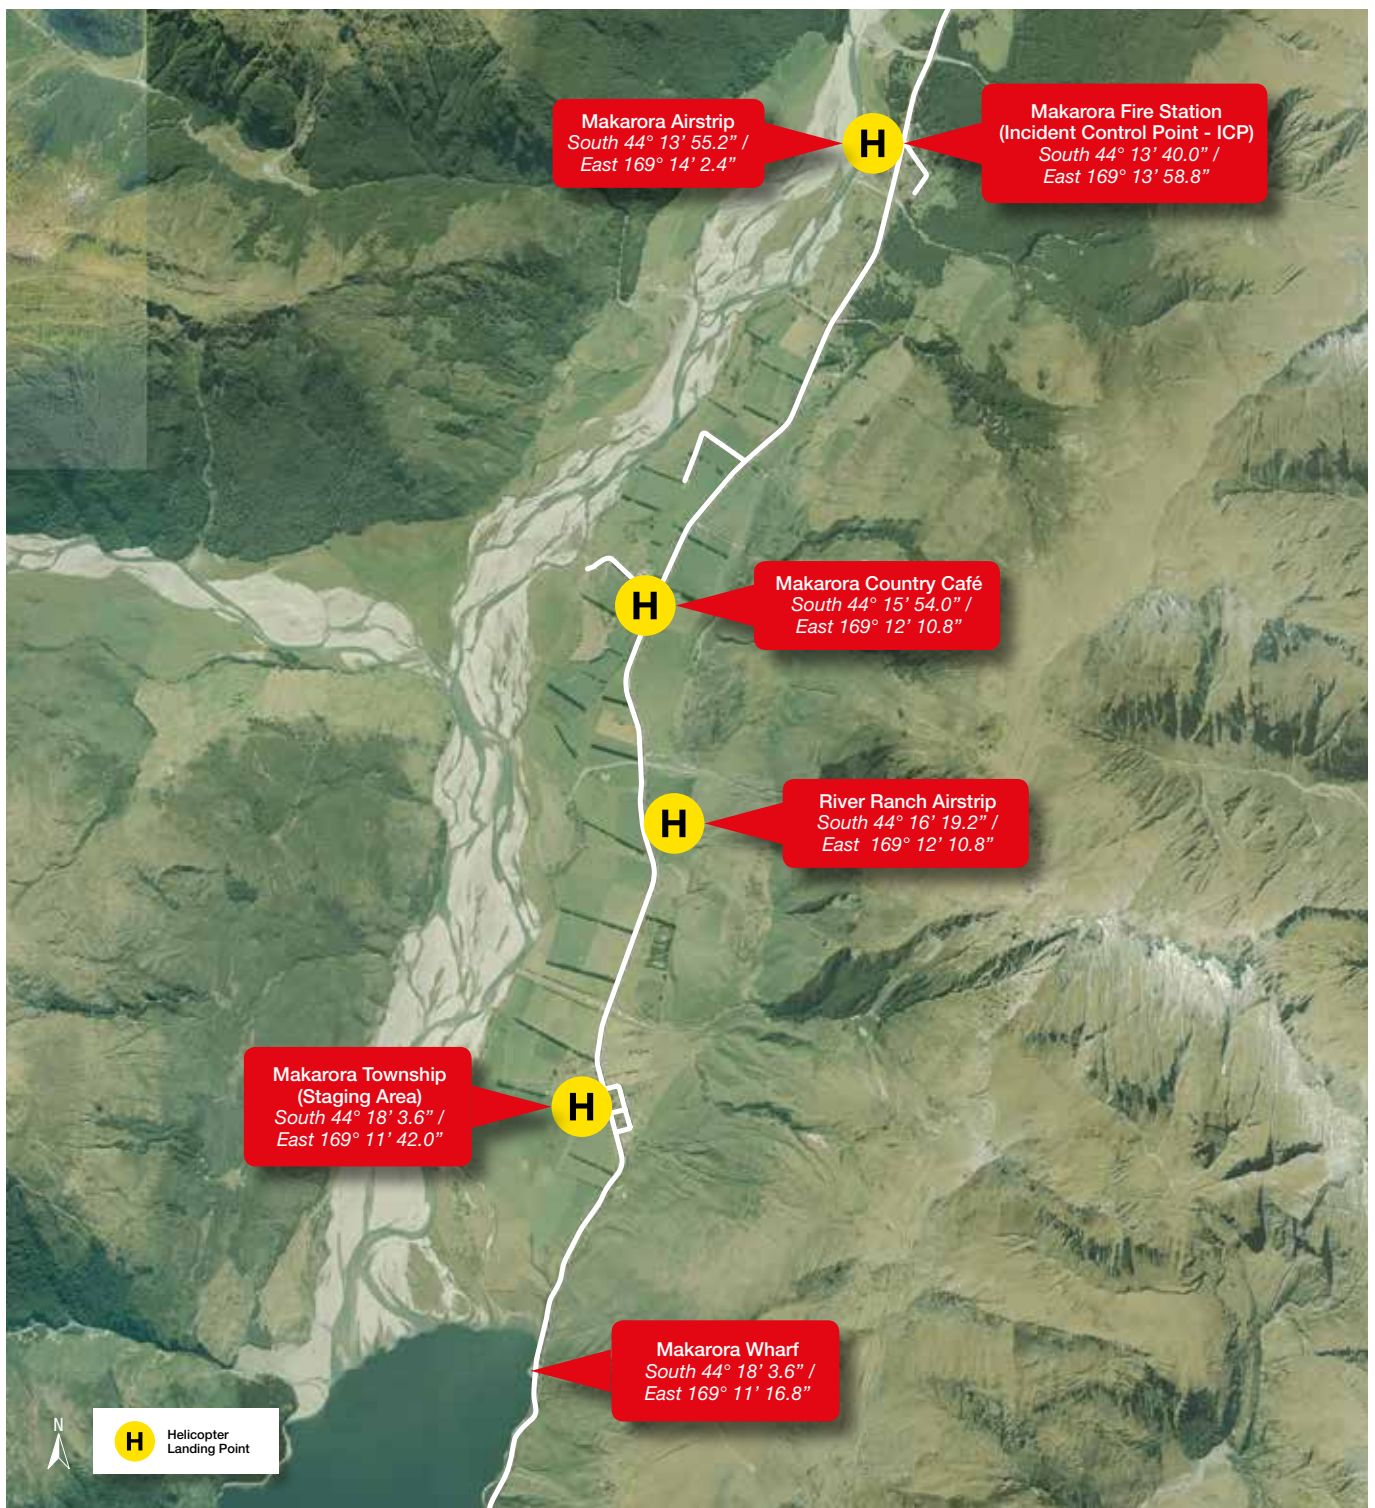 Makarora Airstrip
South 44° 13’ 55.2” /
East 169° 14’ 2.4”
H
Makarora Fire Station
(Incident Control Point - ICP)
South 44° 13’ 40.0” /
East 169° 13’ 58.8”
H
Makarora Country Café
South 44° 15’ 54.0” /
East 169° 12’ 10.8”
H
River Ranch Airstrip
South 44° 16’ 19.2” /
East  169° 12’ 10.8”
Makarora Township
(Staging Area)
South 44° 18’ 3.6” /
East 169° 11’ 42.0”
H
Makarora Wharf
South 44° 18’ 3.6” /
East 169° 11’ 16.8”
N
H
Helicopter
Landing Point